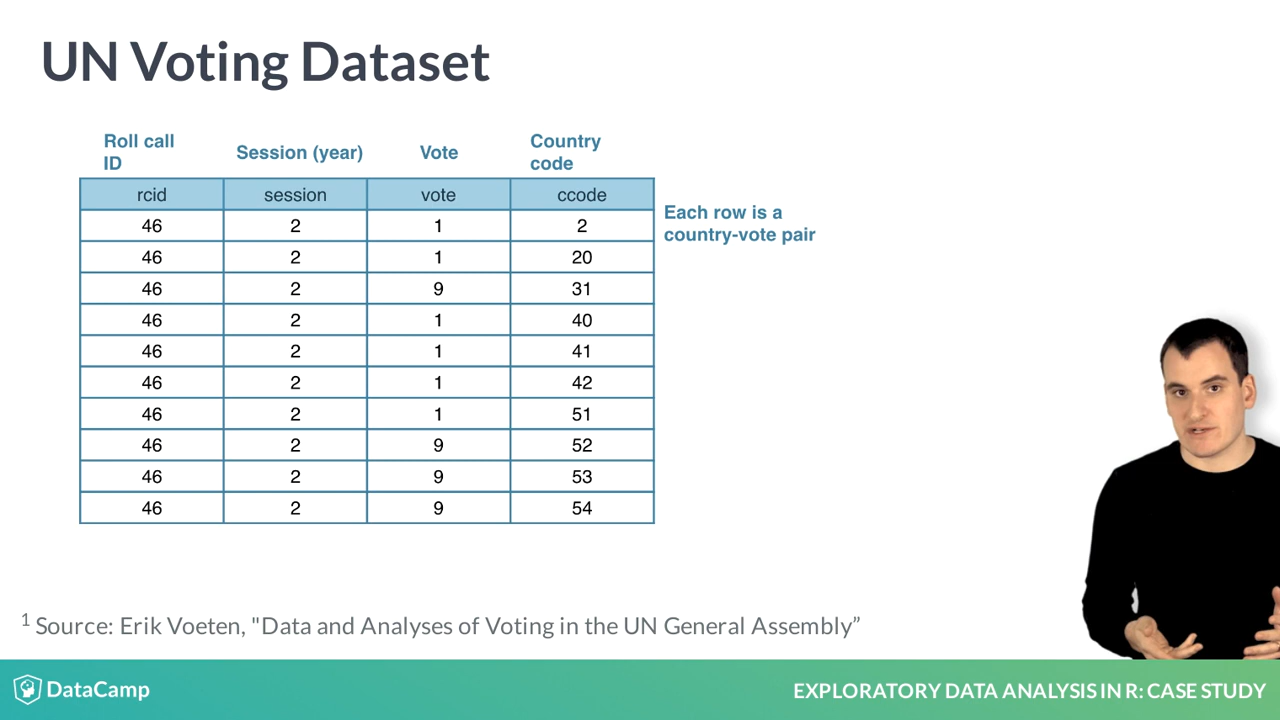 UN Voting Dataset
Roll call ID Session (year) Vote Country code
rcid session vote ccode
46 2 1 2
46 2 1 20
46 2 9 31
46 2 1 40
46 2 1 41
46 2 1 42
46 2 1 51
46 2 9 52
46 2 9 53
46 2 9 54
Each row is a
country-vote pair
1 Source: Erik Voeten, "Data and Analyses of Voting in the UN General Assembly”
DataCamp
EXPLORATORY DATA ANALYSIS IN R: CASE STUDY